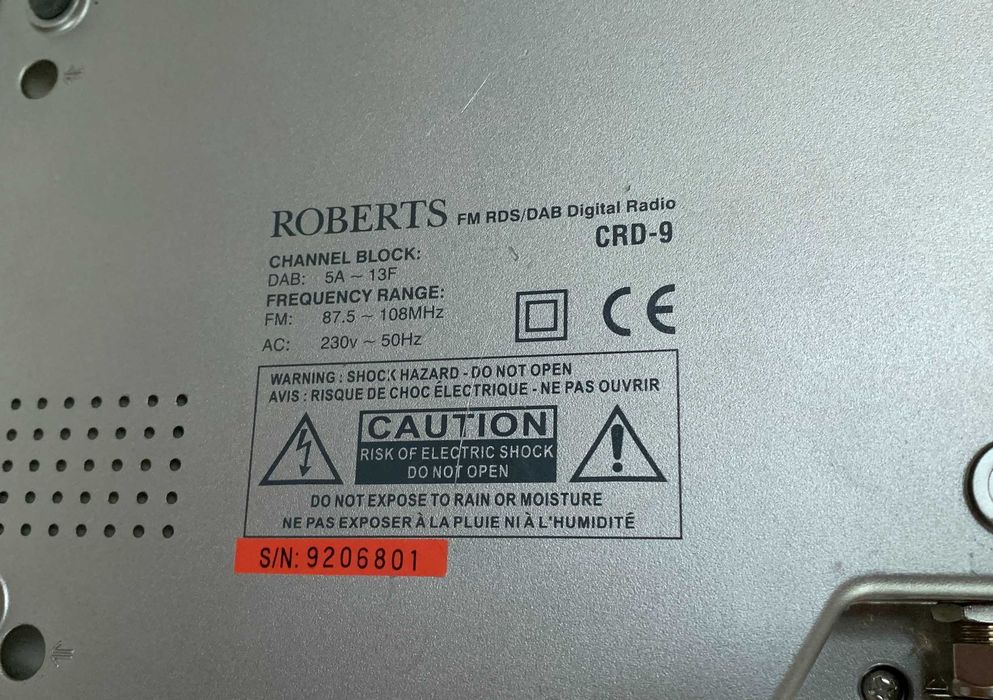 ROBERTS FM RDS/DAB Digital Radio
CRD-9
CHANNEL BLOCK:
DAB: 5A ~ 13F
FREQUENCY RANGE:
FM: 87.5 ~ 108MHz
AC: 230v ~ 50Hz
CE
WARNING : SHOCK HAZARD - DO NOT OPEN
AVIS : RISQUE DE CHOC ÉLECTRIQUE - NE PAS OUVRIR
CAUTION
RISK OF ELECTRIC SHOCK
DO NOT OPEN
!
DO NOT EXPOSE TO RAIN OR MOISTURE
NE PAS EXPOSER À LA PLUIE NI À L'HUMIDITÉ
S/N: 9206801